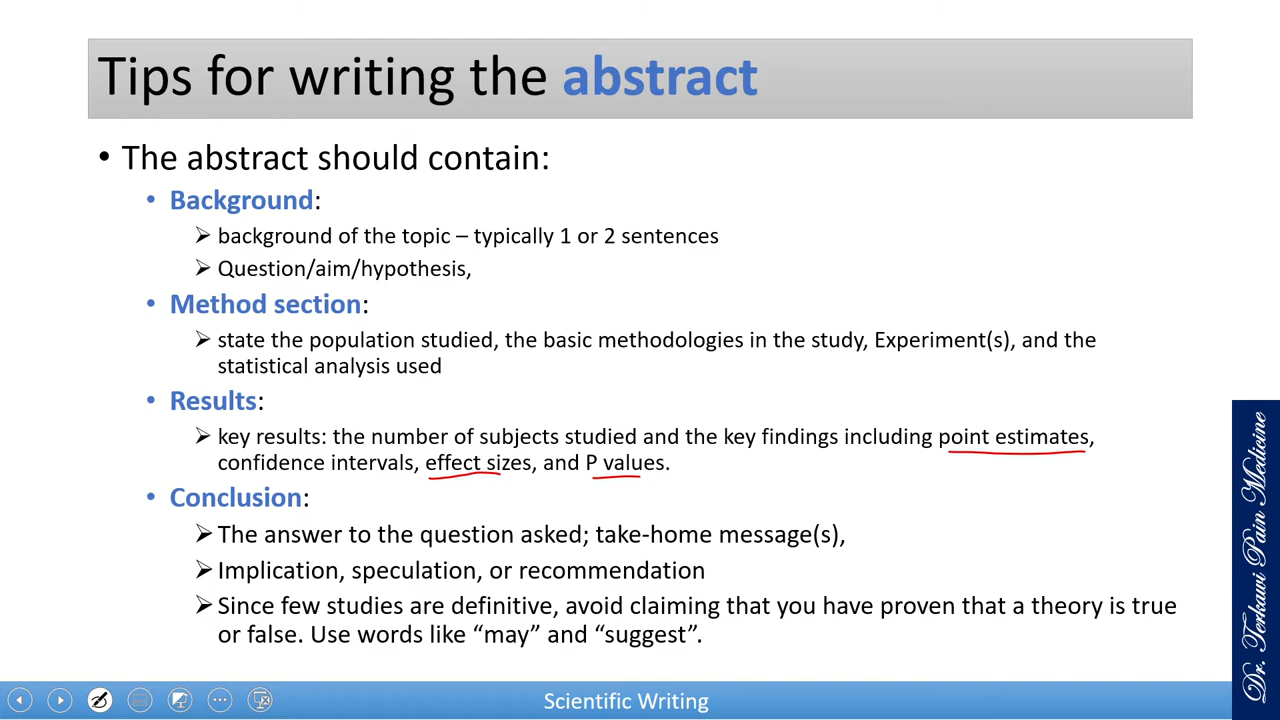 Tips for writing the abstract
• The abstract should contain:
• Background:
➢ background of the topic – typically 1 or 2 sentences
➢ Question/aim/hypothesis,
• Method section:
➢ state the population studied, the basic methodologies in the study, Experiment(s), and the
statistical analysis used
• Results:
➢ key results: the number of subjects studied and the key findings including point estimates,
confidence intervals, effect sizes, and P values.
• Conclusion:
➢ The answer to the question asked; take-home message(s),
➢ Implication, speculation, or recommendation
➢ Since few studies are definitive, avoid claiming that you have proven that a theory is true
or false. Use words like “may” and “suggest”.
Dr. Terkawi Pain Medicine
Scientific Writing